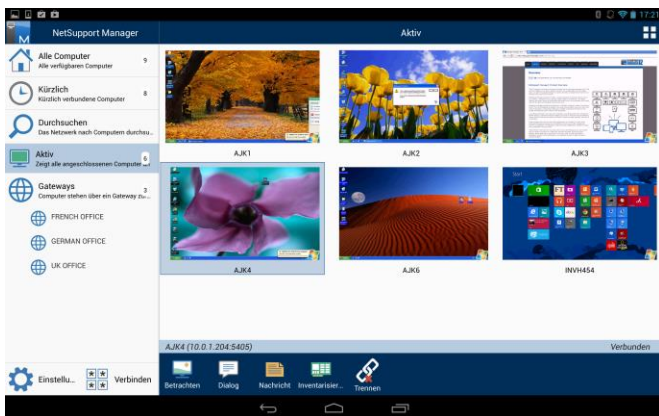 17:21
NetSupport Manager
Aktiv
Alle Computer
Alle verfügbaren Computer
9
Kürzlich
Kürzlich verbundene Computer
8
Durchsuchen
Das Netzwerk nach Computern durchsu...
Aktiv
Zeigt alle angeschlossenen Computer an
6
Gateways
Computer stehen über ein Gateway zu...
3
FRENCH OFFICE
GERMAN OFFICE
UK OFFICE
AJK1
AJK2
AJK3
Start
AJK4
AJK6
INVH454
AJK4 (10.0.1.204:5405)
Verbunden
Einstellu...
Verbinden
Betrachten
Dialog
Nachricht
Inventarisier...
Trennen